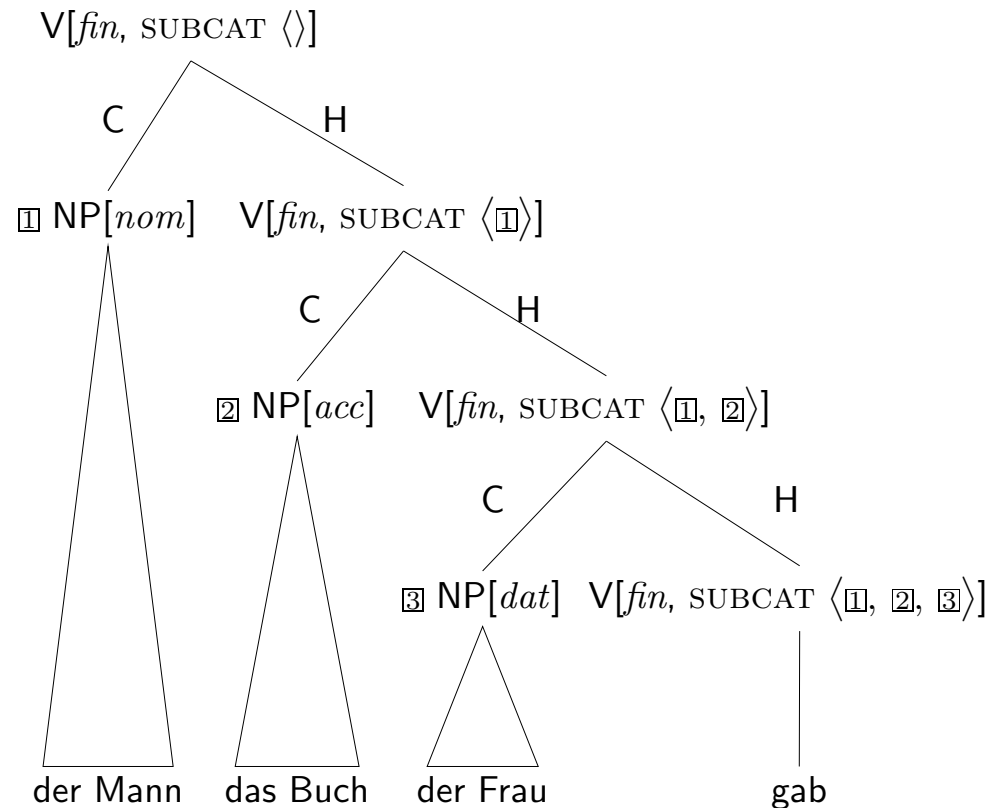 V[fin, SUBCAT ⟨⟩]
C H
1 NP[nom] V[fin, SUBCAT ⟨1⟩]
C H
2 NP[acc] V[fin, SUBCAT ⟨1, 2⟩]
C H
3 NP[dat] V[fin, SUBCAT ⟨1, 2, 3⟩]
der Mann das Buch der Frau gab